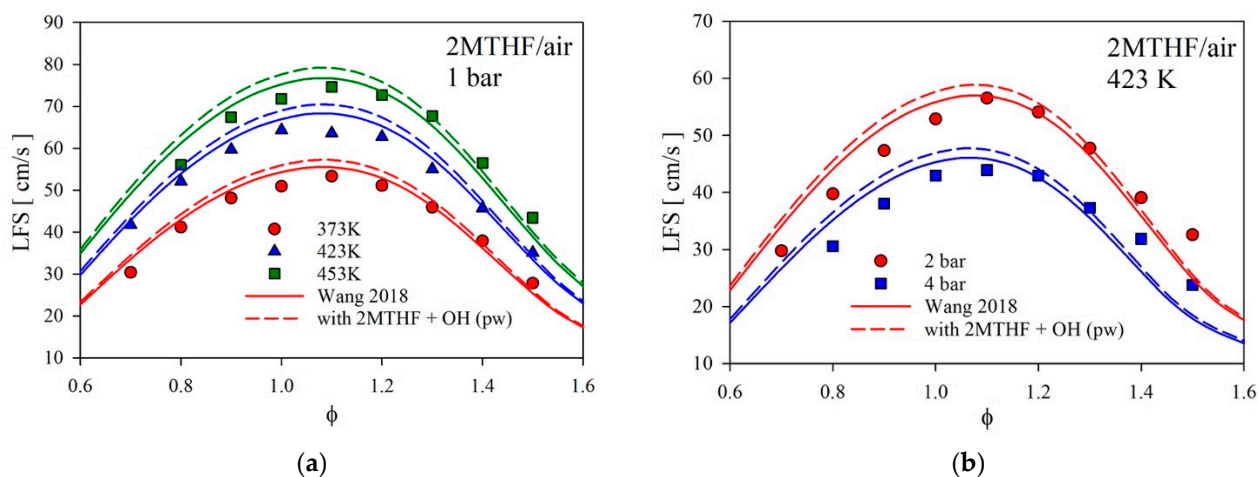 2MTHF/air
1 bar
LFS [ cm/s]
90
80
70
60
50
40
30
20
10
373K
423K
453K
Wang 2018
with 2MTHF + OH (pw)
0.6 0.8 1.0 1.2 1.4 1.6
ϕ
(a)
2MTHF/air
423 K
LFS [ cm/s]
70
60
50
40
30
20
10
2 bar
4 bar
Wang 2018
with 2MTHF + OH (pw)
0.6 0.8 1.0 1.2 1.4 1.6
ϕ
(b)